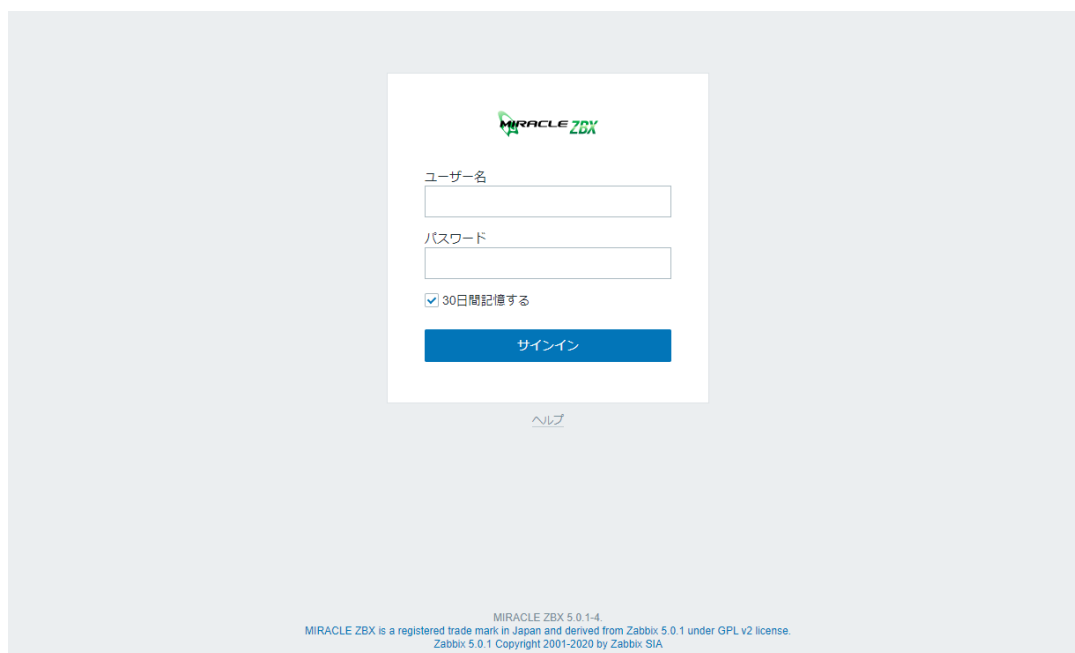 MIRACLE ZBX
ユーザー名
パスワード
30日間記憶する
サインイン
ヘルプ
MIRACLE ZBX 5.0.1-4.
MIRACLE ZBX is a registered trade mark in Japan and derived from Zabbix 5.0.1 under GPL v2 license.
Zabbix 5.0.1 Copyright 2001-2020 by Zabbix SIA